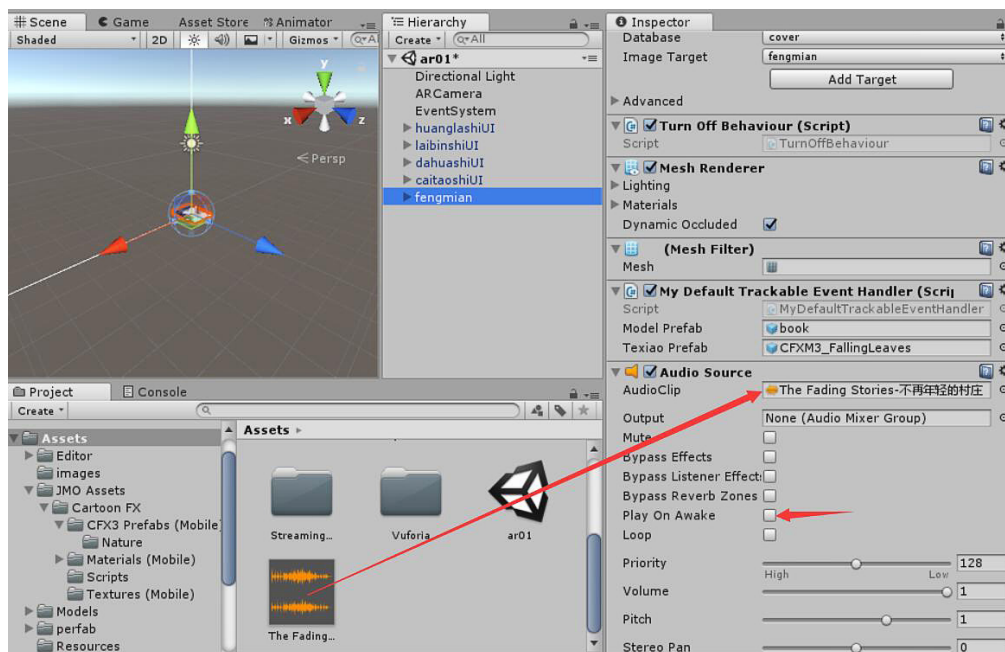 Scene
Game
Asset Store
Animator
Shaded
2D
Gizmos
All
y
x
z
Persp
Hierarchy
Create
All
ar01*
Directional Light
ARCamera
EventSystem
huanglashiUI
laibinshiUI
dahuashiUI
caitaoshiUI
fengmian
Project
Console
Create
Assets
Editor
images
JMO Assets
Cartoon FX
CFX3 Prefabs (Mobile)
Nature
Materials (Mobile)
Scripts
Textures (Mobile)
Models
perfab
Resources
Assets
Streaming...
Vuforia
ar01
The Fading...
Inspector
Database cover
Image Target fengmian
Add Target
Advanced
Turn Off Behaviour (Script)
Script TurnOffBehaviour
Mesh Renderer
Lighting
Materials
Dynamic Occluded
(Mesh Filter)
Mesh
My Default Trackable Event Handler (Scrip
Script MyDefaultTrackableEventHandler
Model Prefab book
Texiao Prefab CFXM3_FallingLeaves
Audio Source
AudioClip The Fading Stories-不再年轻的村庄
Output None (Audio Mixer Group)
Mute
Bypass Effects
Bypass Listener Effect:
Bypass Reverb Zones
Play On Awake
Loop
Priority 128
High Low
Volume 1
Pitch 1
Stereo Pan 0